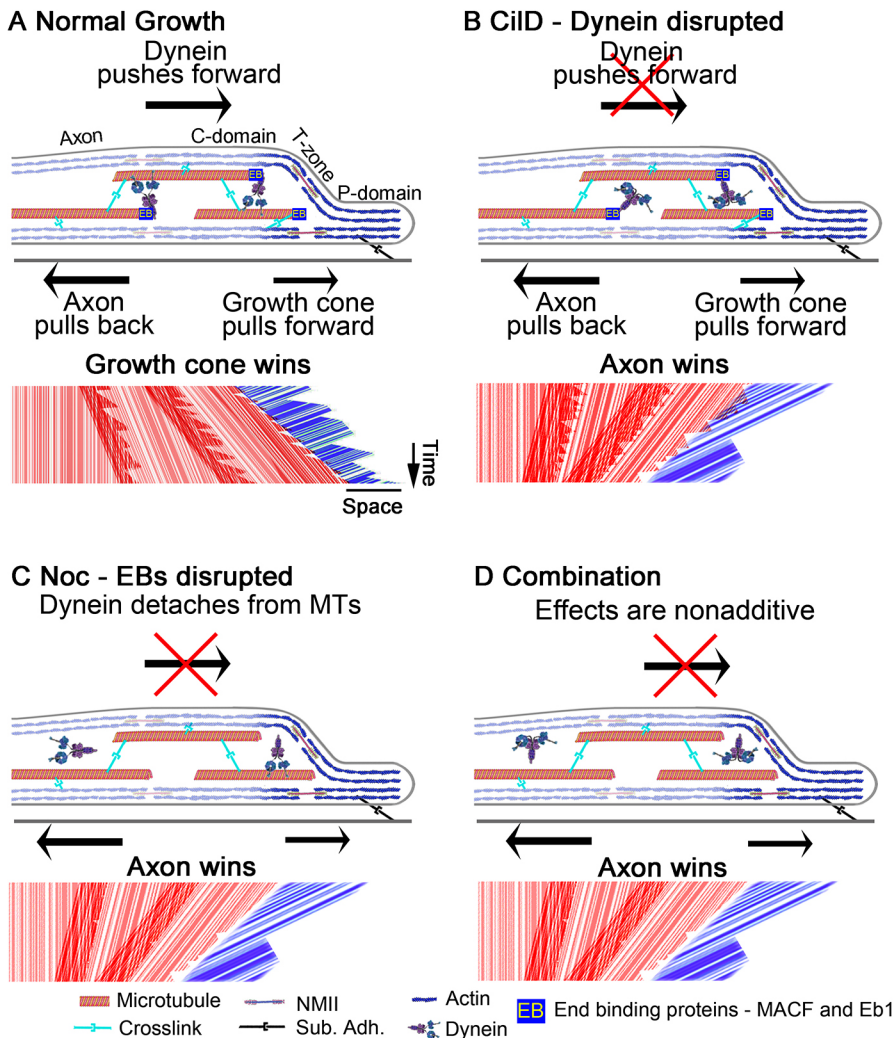 A Normal Growth
Dynein
pushes forward
Axon
C-domain
T-zone
P-domain
EB
EB
EB
Axon
pulls back
Growth cone
pulls forward
Growth cone wins
Time
Space
B CilD - Dynein disrupted
Dynein
pushes forward
EB
EB
EB
Axon
pulls back
Growth cone
pulls forward
Axon wins
C Noc - EBs disrupted
Dynein detaches from MTs
Axon wins
D Combination
Effects are nonadditive
Axon wins
Microtubule
NMII
Actin
EB
End binding proteins - MACF and Eb1
Crosslink
Sub. Adh.
Dynein